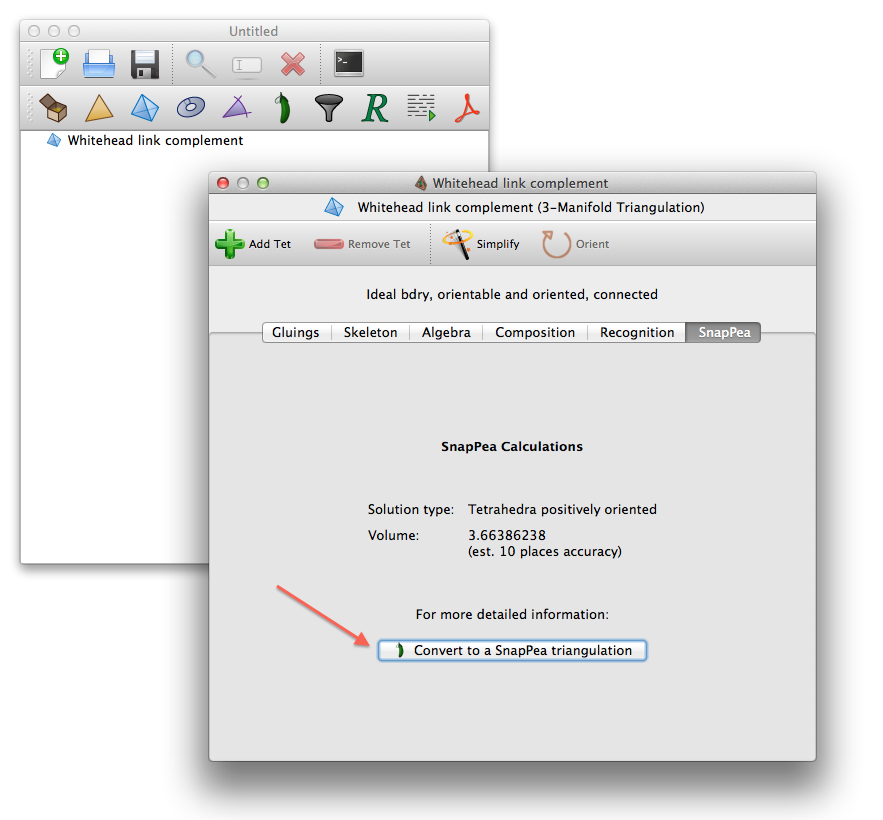 Untitled
Whitehead link complement
Whitehead link complement
Whitehead link complement (3-Manifold Triangulation)
Add Tet Remove Tet Simplify Orient
Ideal bdry, orientable and oriented, connected
Gluings Skeleton Algebra Composition Recognition SnapPea
SnapPea Calculations
Solution type: Tetrahedra positively oriented
Volume: 3.66386238
(est. 10 places accuracy)
For more detailed information:
Convert to a SnapPea triangulation